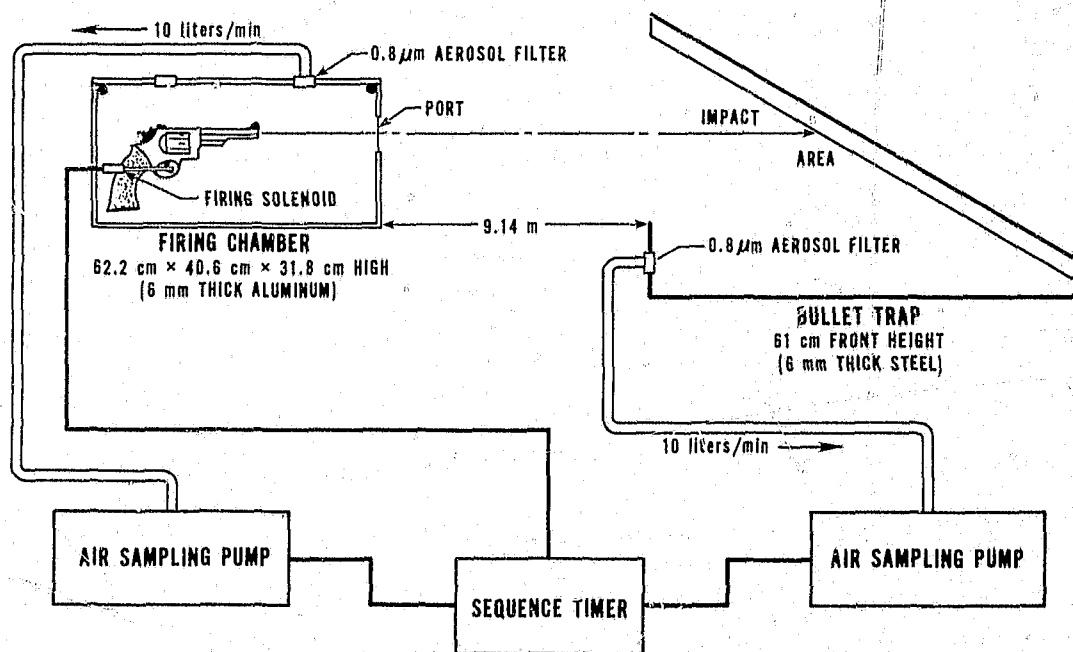 10 liters/min
0.8 μm AEROSOL FILTER
PORT
IMPACT
AREA
FIRING SOLENOID
9.14 m
FIRING CHAMBER
62.2 cm × 40.6 cm × 31.8 cm HIGH
(6 mm THICK ALUMINUM)
0.8 μm AEROSOL FILTER
BULLET TRAP
61 cm FRONT HEIGHT
(6 mm THICK STEEL)
10 liters/min
AIR SAMPLING PUMP
AIR SAMPLING PUMP
SEQUENCE TIMER